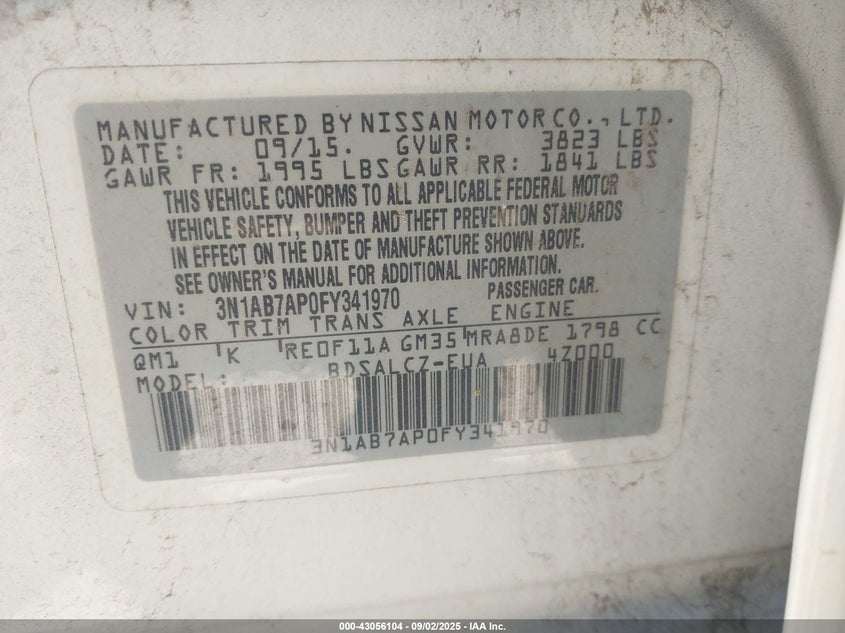 MANUFACTURED BY NISSAN MOTOR CO., LTD.
DATE: 09/15. GVWR: 3823 LBS
GAWR FR: 1995 LBS GAWR RR: 1841 LBS
THIS VEHICLE CONFORMS TO ALL APPLICABLE FEDERAL MOTOR
VEHICLE SAFETY, BUMPER AND THEFT PREVENTION STANDARDS
IN EFFECT ON THE DATE OF MANUFACTURE SHOWN ABOVE.
SEE OWNER'S MANUAL FOR ADDITIONAL INFORMATION.
VIN: 3N1AB7AP0FY341970 PASSENGER CAR.
COLOR TRIM TRANS AXLE ENGINE
QM1 K RE0F11A GM35 MRA8DE 1798 CC
MODEL: BDSALCZ-EUA 4Z000
3N1AB7AP0FY341970
000-43056104 - 09/02/2025 - IAA Inc.